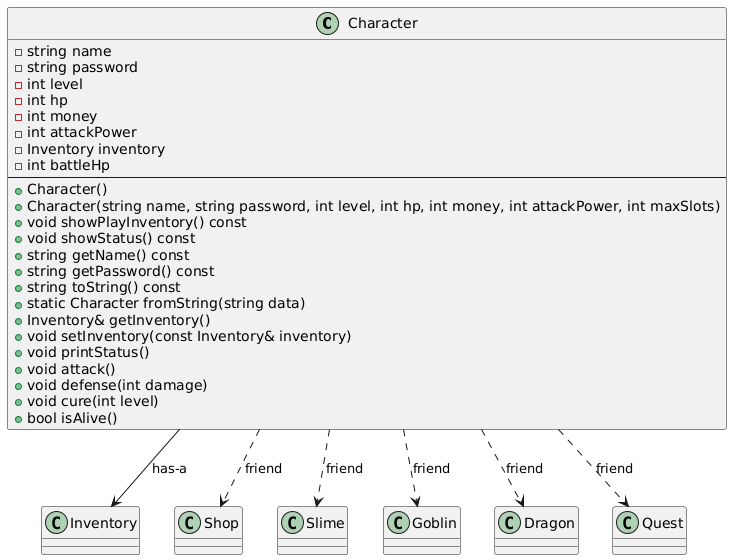 C Character
string name
string password
int level
int hp
int money
int attackPower
Inventory inventory
int battleHp
Character()
Character(string name, string password, int level, int hp, int money, int attackPower, int maxSlots)
void showPlayInventory() const
void showStatus() const
string getName() const
string getPassword() const
string toString() const
static Character fromString(string data)
Inventory& getInventory()
void setInventory(const Inventory& inventory)
void printStatus()
void attack()
void defense(int damage)
void cure(int level)
bool isAlive()
has-a friend friend friend friend friend
C Inventory C Shop C Slime C Goblin C Dragon C Quest